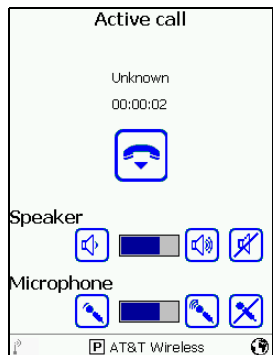 Active call
Unknown
00:00:02
Speaker
Microphone
P AT&T Wireless